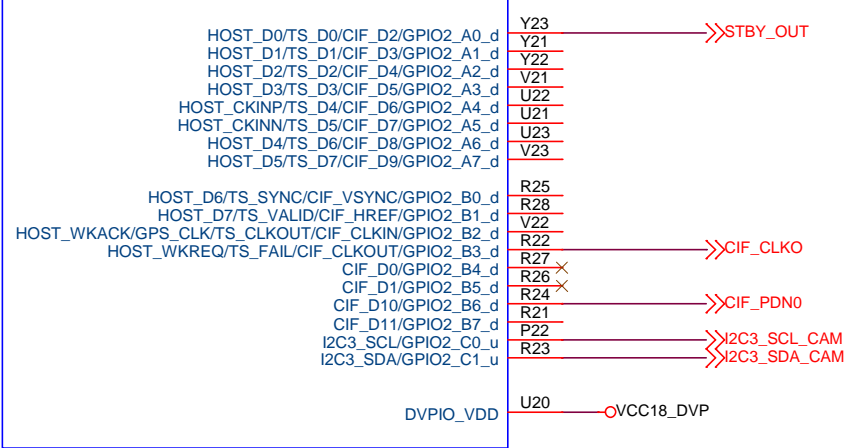 HOST_D0/TS_D0/CIF_D2/GPIO2_A0_d Y23 STBY_OUT
HOST_D1/TS_D1/CIF_D3/GPIO2_A1_d Y21
HOST_D2/TS_D2/CIF_D4/GPIO2_A2_d Y22
HOST_D3/TS_D3/CIF_D5/GPIO2_A3_d V21
HOST_CKINP/TS_D4/CIF_D6/GPIO2_A4_d U22
HOST_CKINN/TS_D5/CIF_D7/GPIO2_A5_d U21
HOST_D4/TS_D6/CIF_D8/GPIO2_A6_d U23
HOST_D5/TS_D7/CIF_D9/GPIO2_A7_d V23
HOST_D6/TS_SYNC/CIF_VSYNC/GPIO2_B0_d R25
HOST_D7/TS_VALID/CIF_HREF/GPIO2_B1_d R28
HOST_WKACK/GPS_CLK/TS_CLKOUT/CIF_CLKIN/GPIO2_B2_d V22
HOST_WKREQ/TS_FAIL/CIF_CLKOUT/GPIO2_B3_d R22 CIF_CLKO
CIF_D0/GPIO2_B4_d R27
CIF_D1/GPIO2_B5_d R26
CIF_D10/GPIO2_B6_d R24 CIF_PDN0
CIF_D11/GPIO2_B7_d R21
I2C3_SCL/GPIO2_C0_u P22 I2C3_SCL_CAM
I2C3_SDA/GPIO2_C1_u R23 I2C3_SDA_CAM
DVPIO_VDD U20 VCC18_DVP